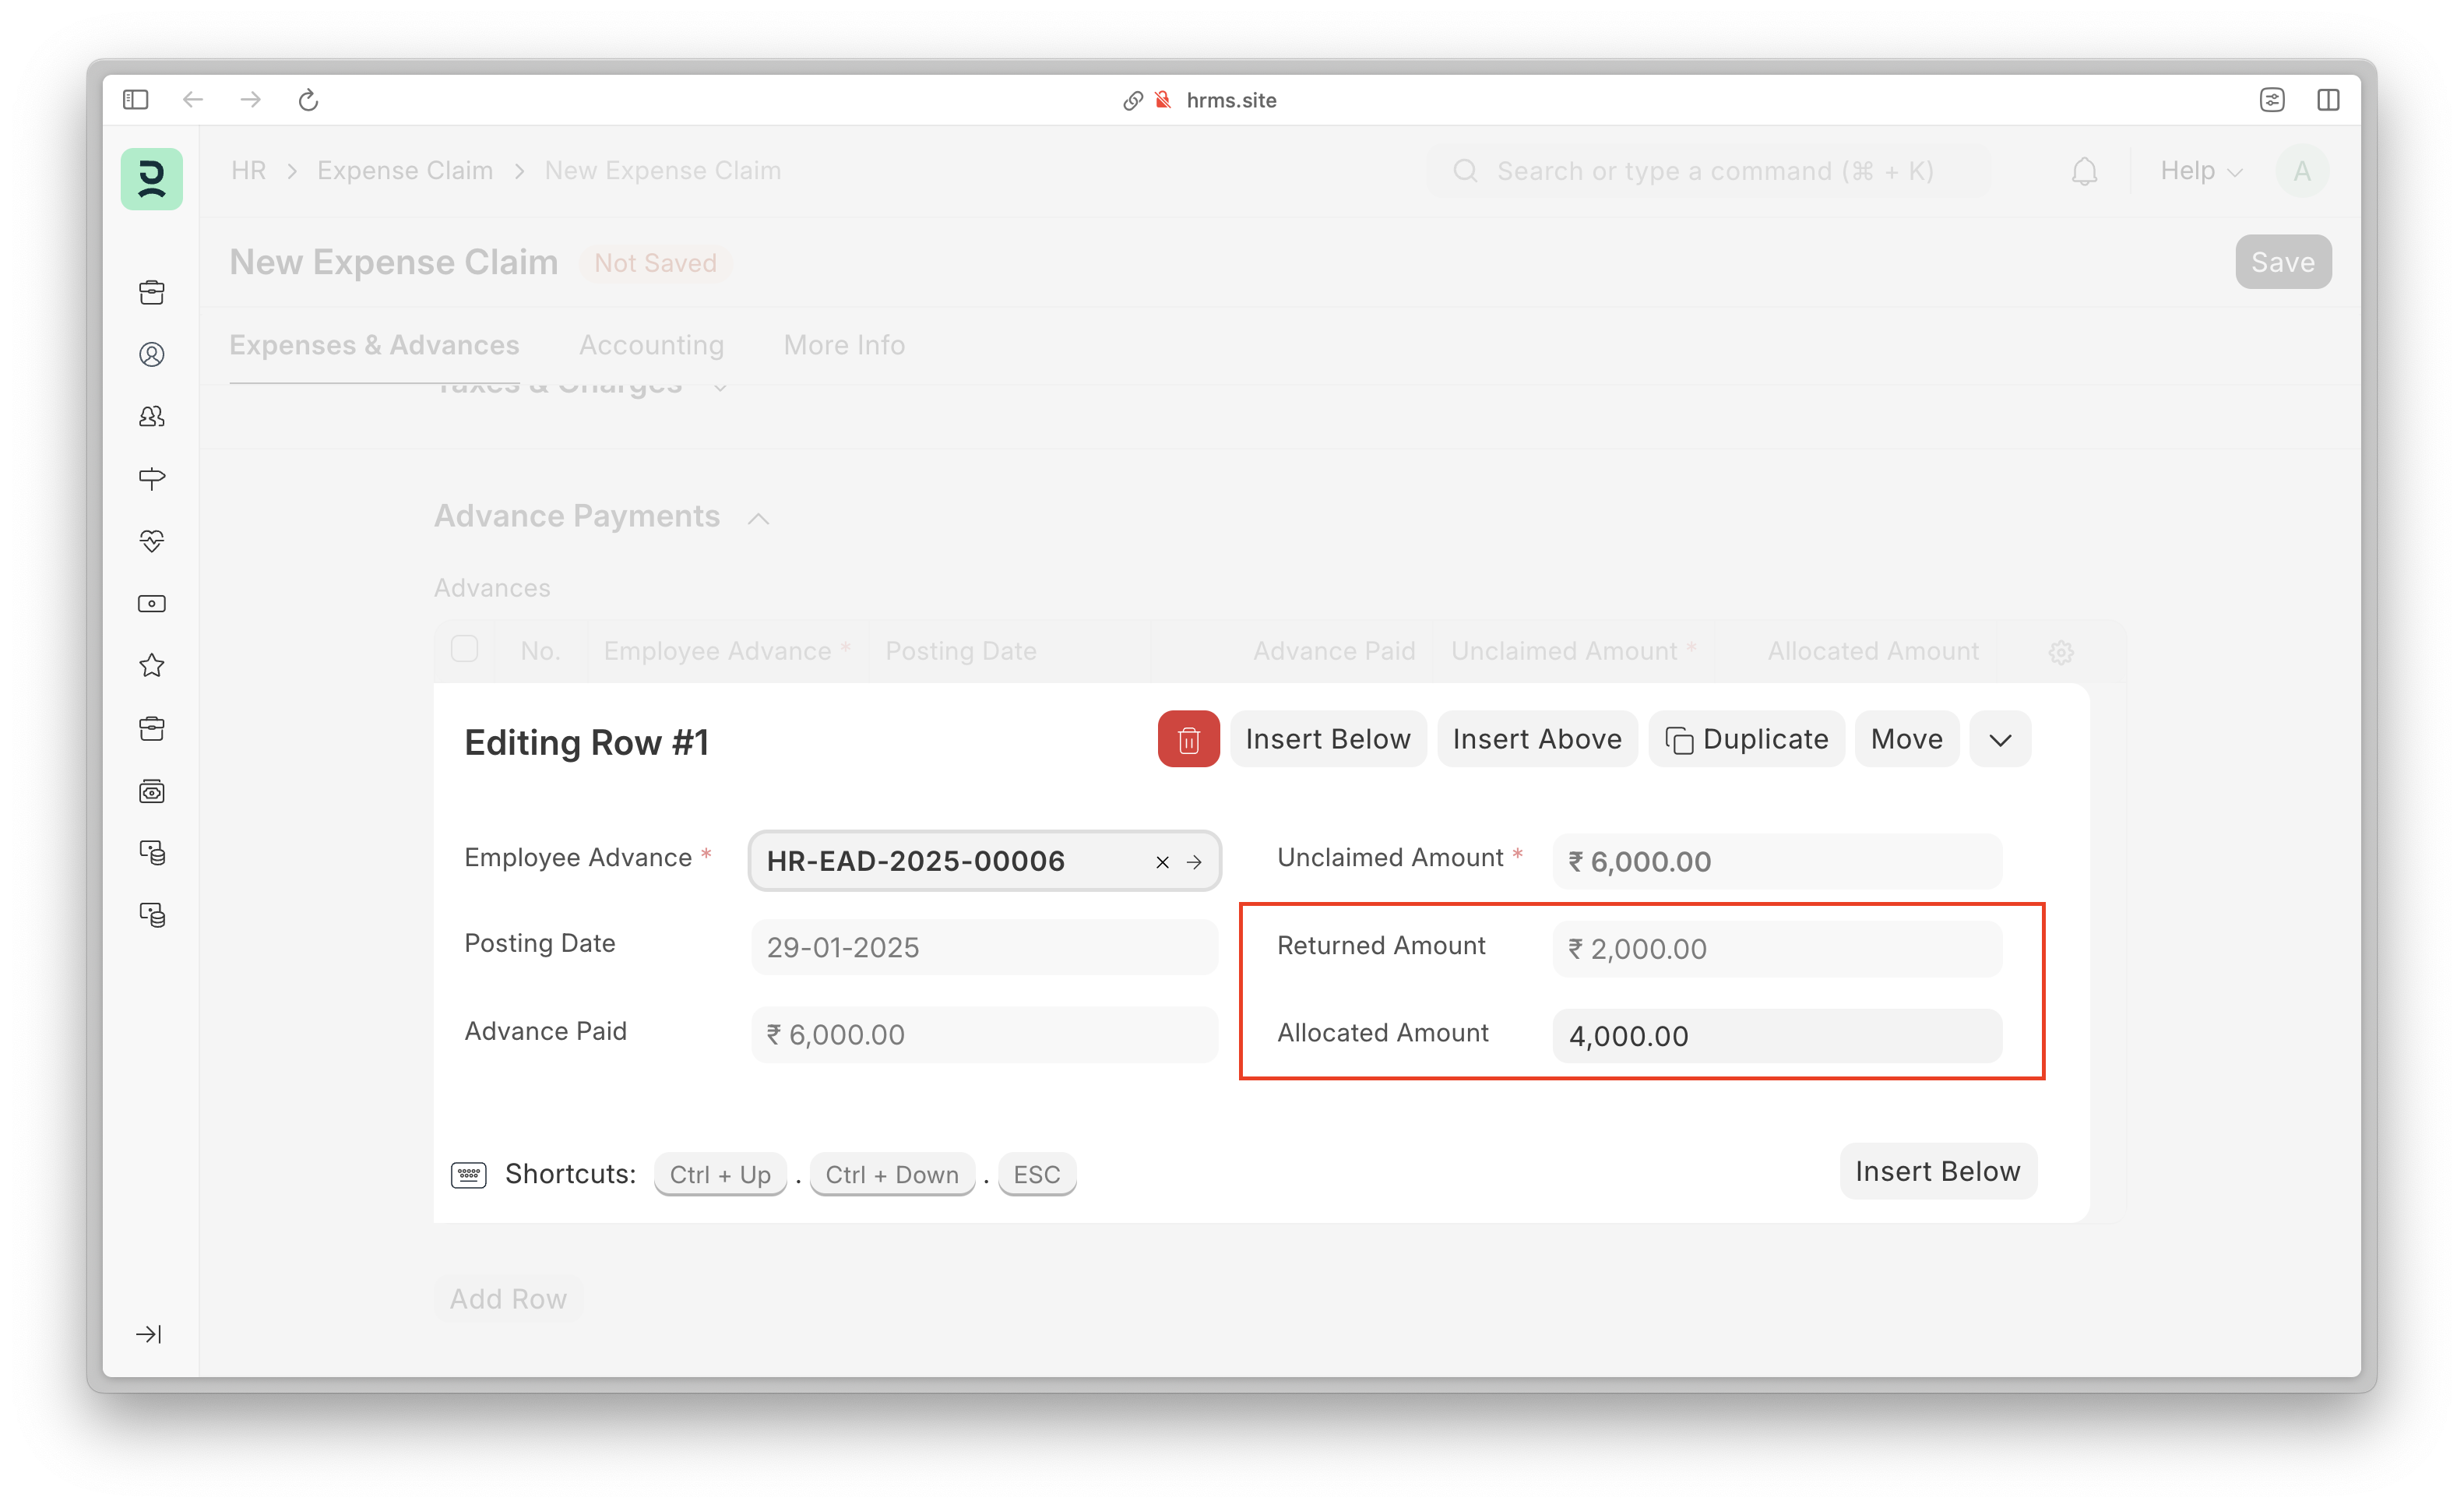 hrms.site
HR > Expense Claim > New Expense Claim
Search or type a command (⌘ + K)
Help
A
New Expense Claim
Not Saved
Save
Expenses & Advances
Accounting
More Info
Taxes & Charges
Advance Payments
Advances
No.
Employee Advance *
Posting Date
Advance Paid
Unclaimed Amount *
Allocated Amount
Editing Row #1
Insert Below
Insert Above
Duplicate
Move
Employee Advance *
HR-EAD-2025-00006
Unclaimed Amount *
₹ 6,000.00
Posting Date
29-01-2025
Returned Amount
₹ 2,000.00
Advance Paid
₹ 6,000.00
Allocated Amount
4,000.00
Shortcuts: Ctrl + Up . Ctrl + Down . ESC
Insert Below
Add Row